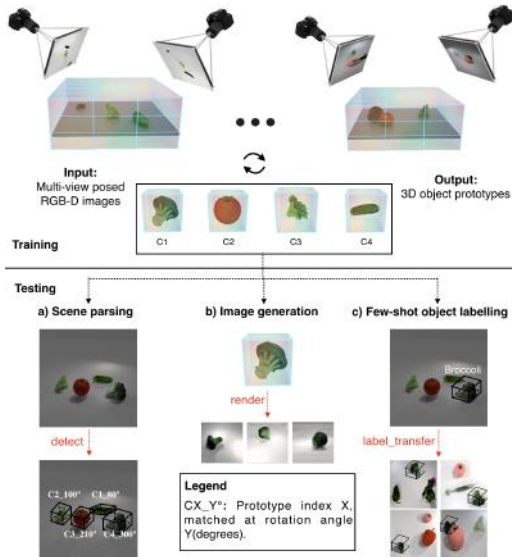 Input:
Multi-view posed
RGB-D images
Output:
3D object prototypes
C1
C2
C3
C4
Training
Testing
a) Scene parsing
b) Image generation
c) Few-shot object labelling
Broccoli
render
detect
label_transfer
C2_100°
C1_80°
C3_210°
C4_300°
Legend
CX_Y°: Prototype index X,
matched at rotation angle
Y(degrees).